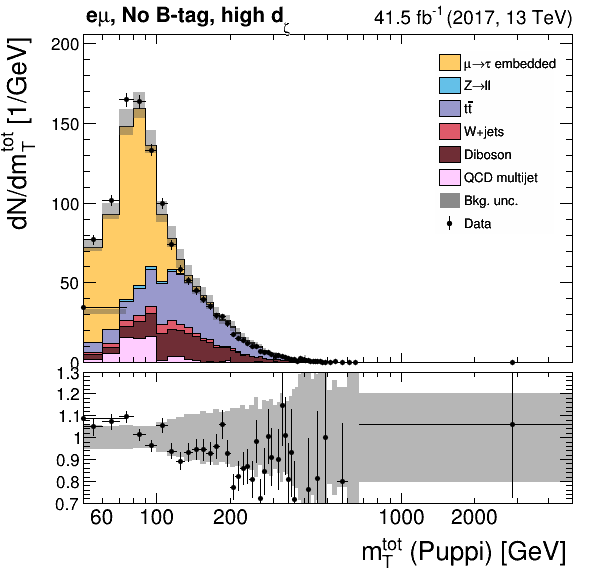 eμ, No B-tag, high dζ
41.5 fb⁻¹ (2017, 13 TeV)
dN/dm_T^tot [1/GeV]
200
150
100
50
0
μ→τ embedded
Z→ll
tt̅
W+jets
Diboson
QCD multijet
Bkg. unc.
Data
1.3
1.2
1.1
1
0.9
0.8
0.7
60 100 200 1000 2000
m_T^tot (Puppi) [GeV]